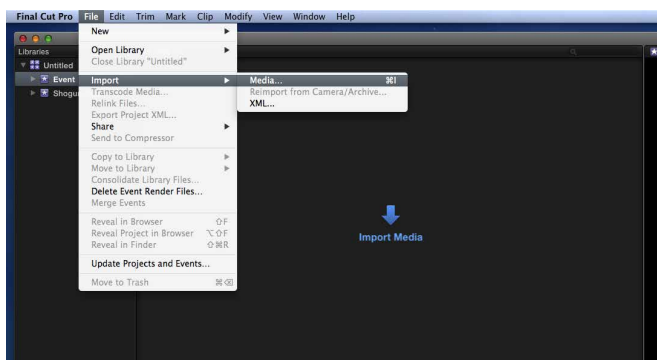 Final Cut Pro File Edit Trim Mark Clip Modify View Window Help
Libraries
Untitled
Event
Shogu
New
Open Library
Close Library "Untitled"
Import
Transcode Media...
Relink Files...
Export Project XML...
Share
Send to Compressor
Copy to Library
Move to Library
Consolidate Library Files...
Delete Event Render Files...
Merge Events
Reveal in Browser ⇧F
Reveal Project in Browser ⌥⇧F
Reveal in Finder ⇧⌘R
Update Projects and Events...
Move to Trash ⌘⌫
Media... ⌘I
Reimport from Camera/Archive...
XML...
Import Media